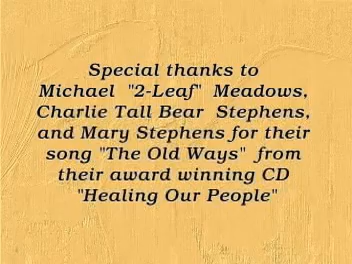 Special thanks to
Michael "2-Leaf" Meadows,
Charlie Tall Bear Stephens,
and Mary Stephens for their
song "The Old Ways" from
their award winning CD
"Healing Our People"